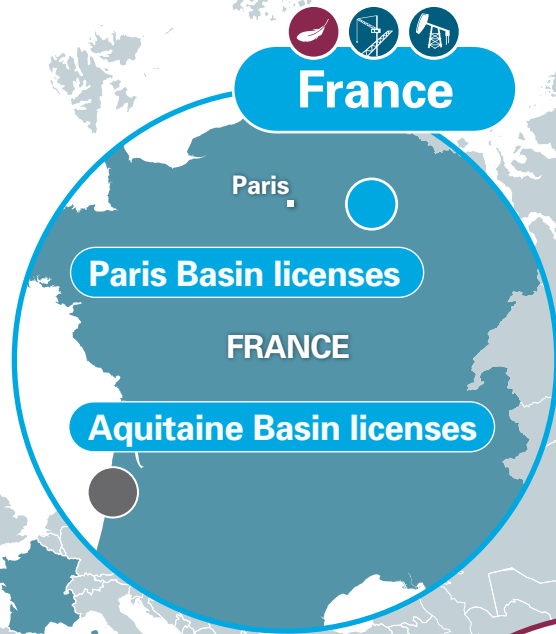 France
Paris
Paris Basin licenses
FRANCE
Aquitaine Basin licenses